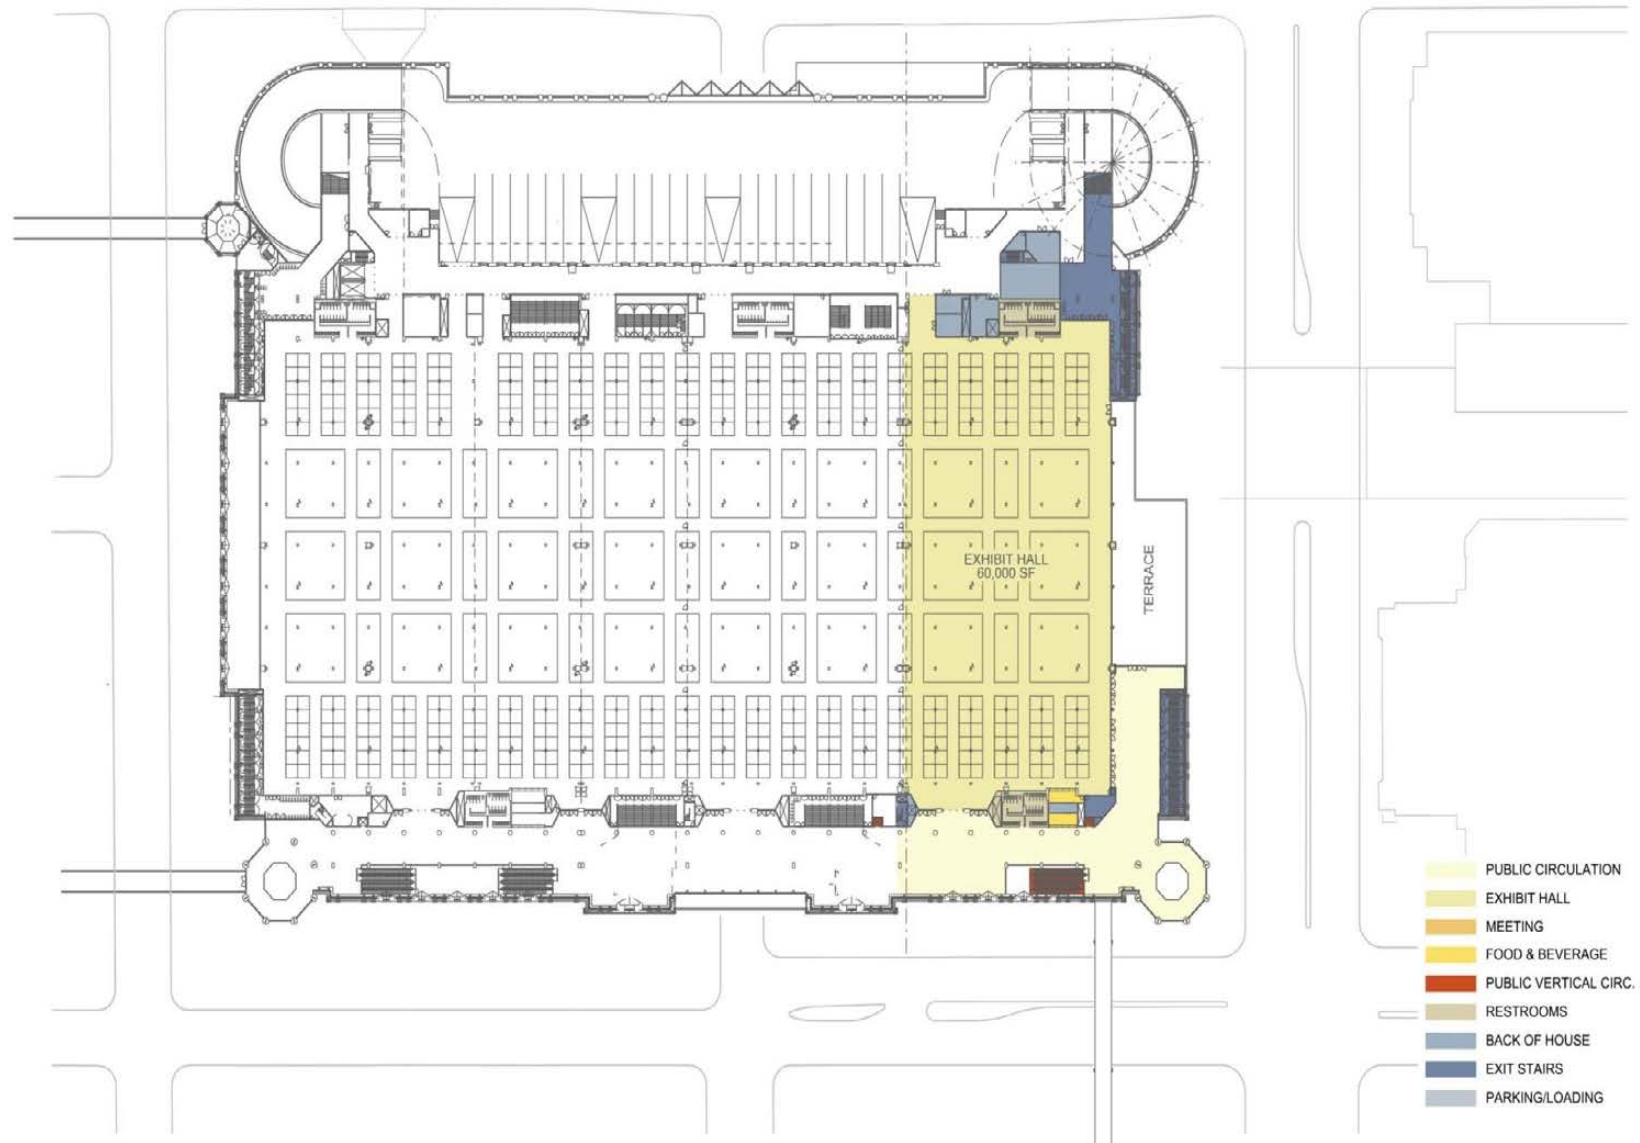 EXHIBIT HALL
60,000 SF
TERRACE
PUBLIC CIRCULATION
EXHIBIT HALL
MEETING
FOOD & BEVERAGE
PUBLIC VERTICAL CIRC.
RESTROOMS
BACK OF HOUSE
EXIT STAIRS
PARKING/LOADING